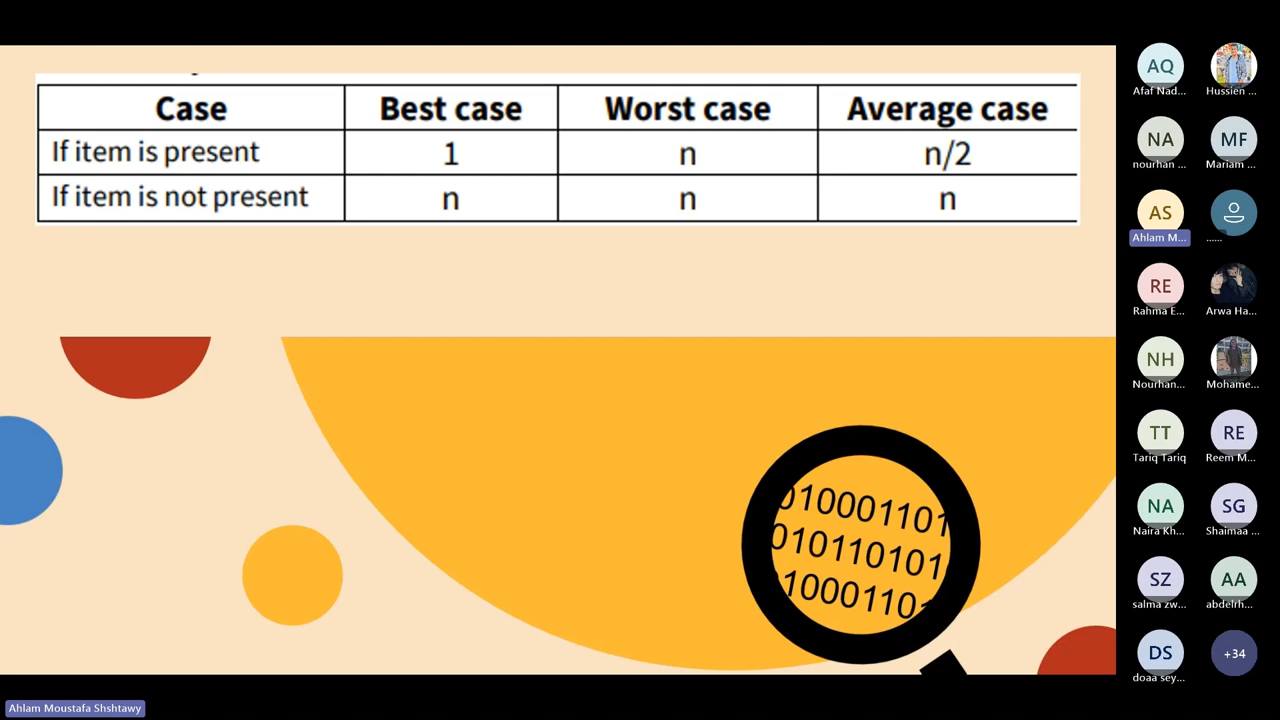 Case Best case Worst case Average case
If item is present 1 n n/2
If item is not present n n n
010001101
010110101
10001101
AQ
Afaf Nad...
Hussien ...
NA
nourhan ...
MF
Mariam ...
AS
Ahlam M...
......
RE
Rahma E...
Arwa Ha...
NH
Nourhan...
Mohame...
TT
Tariq Tariq
RE
Reem M...
NA
Naira Kh...
SG
Shaimaa ...
SZ
salma zw...
AA
abdelrh...
DS
doaa sey...
+34
Ahlam Moustafa Shshtawy